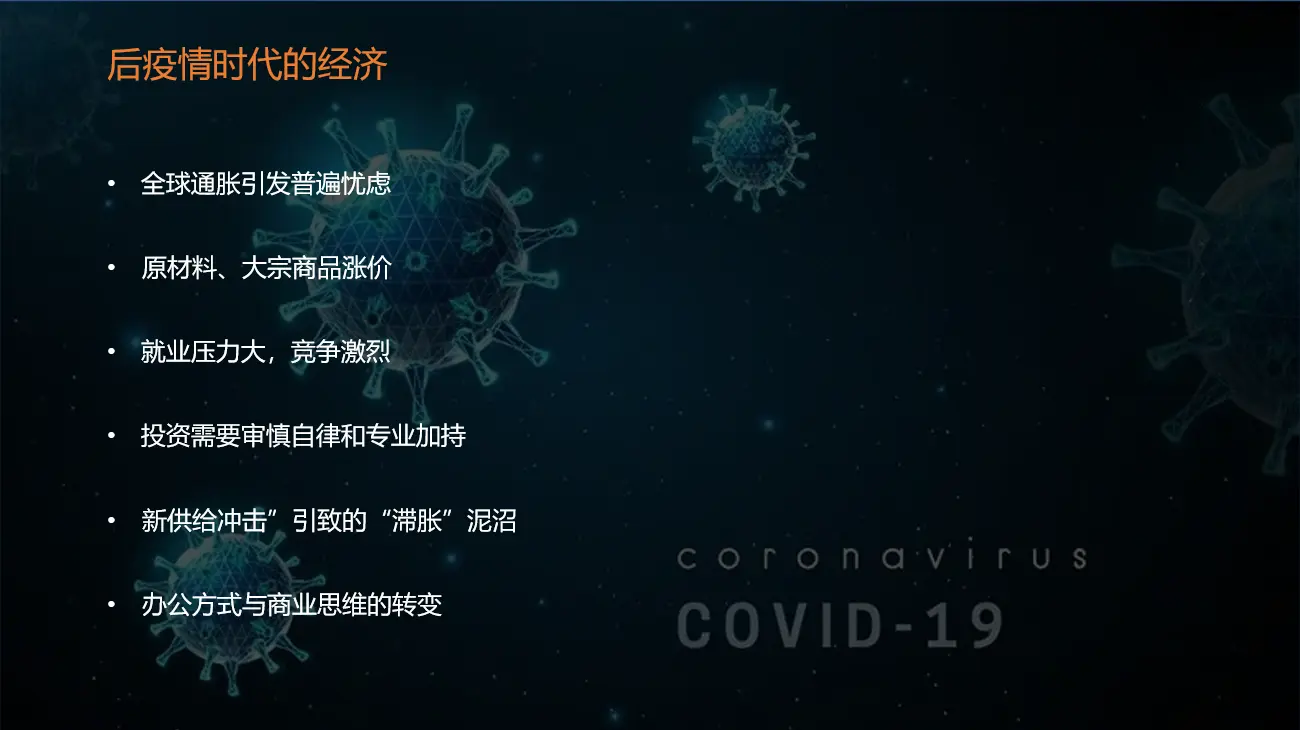 后疫情时代的经济
• 全球通胀引发普遍忧虑
• 原材料、大宗商品涨价
• 就业压力大，竞争激烈
• 投资需要审慎自律和专业加持
• 新供给冲击”引致的“滞胀”泥沼
• 办公方式与商业思维的转变
coronavirus
COVID-19